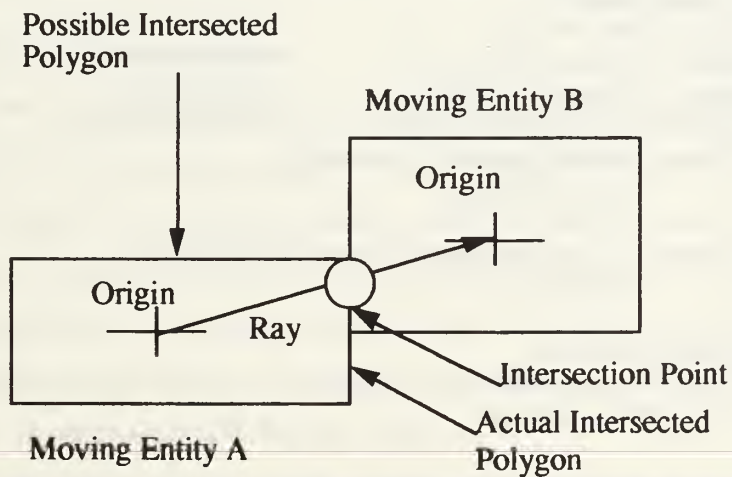 Possible Intersected
Polygon
Moving Entity B
Origin
Origin
Ray
Intersection Point
Actual Intersected
Polygon
Moving Entity A